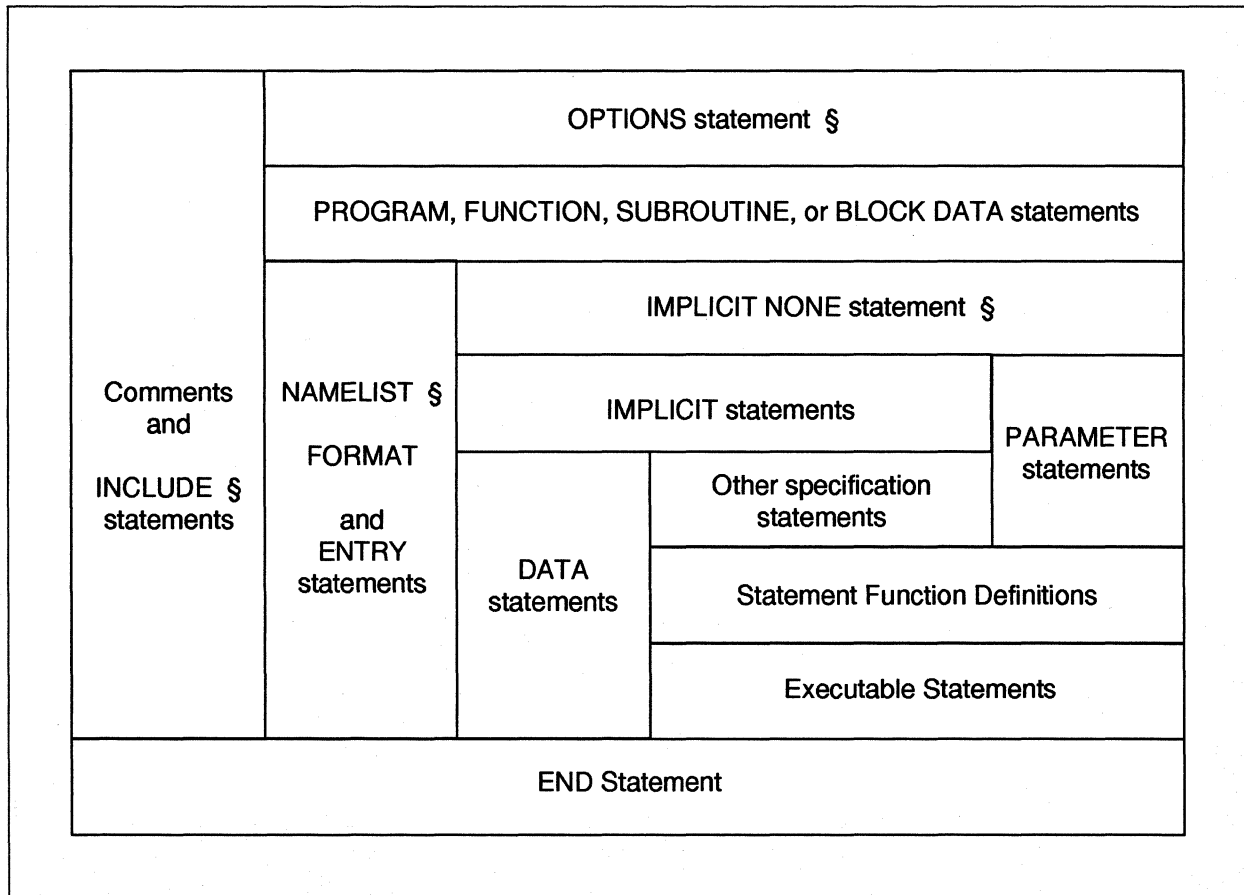 OPTIONS statement §
PROGRAM, FUNCTION, SUBROUTINE, or BLOCK DATA statements
IMPLICIT NONE statement §
Comments
and
INCLUDE §
statements
NAMELIST §
FORMAT
and
ENTRY
statements
IMPLICIT statements
PARAMETER
statements
Other specification
statements
DATA
statements
Statement Function Definitions
Executable Statements
END Statement